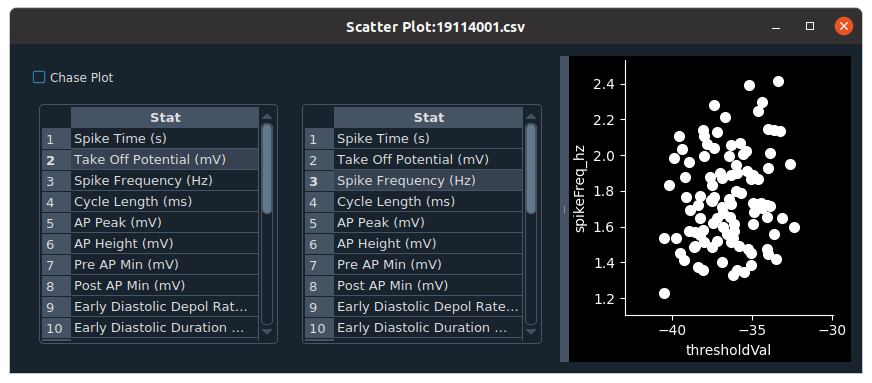 Scatter Plot:19114001.csv
Chase Plot
Stat
1 Spike Time (s)
2 Take Off Potential (mV)
3 Spike Frequency (Hz)
4 Cycle Length (ms)
5 AP Peak (mV)
6 AP Height (mV)
7 Pre AP Min (mV)
8 Post AP Min (mV)
9 Early Diastolic Depol Rat...
10 Early Diastolic Duration ...
Stat
1 Spike Time (s)
2 Take Off Potential (mV)
3 Spike Frequency (Hz)
4 Cycle Length (ms)
5 AP Peak (mV)
6 AP Height (mV)
7 Pre AP Min (mV)
8 Post AP Min (mV)
9 Early Diastolic Depol Rate...
10 Early Diastolic Duration ...
spikeFreq_hz
2.4
2.2
2.0
1.8
1.6
1.4
1.2
−40 −35 −30
thresholdVal